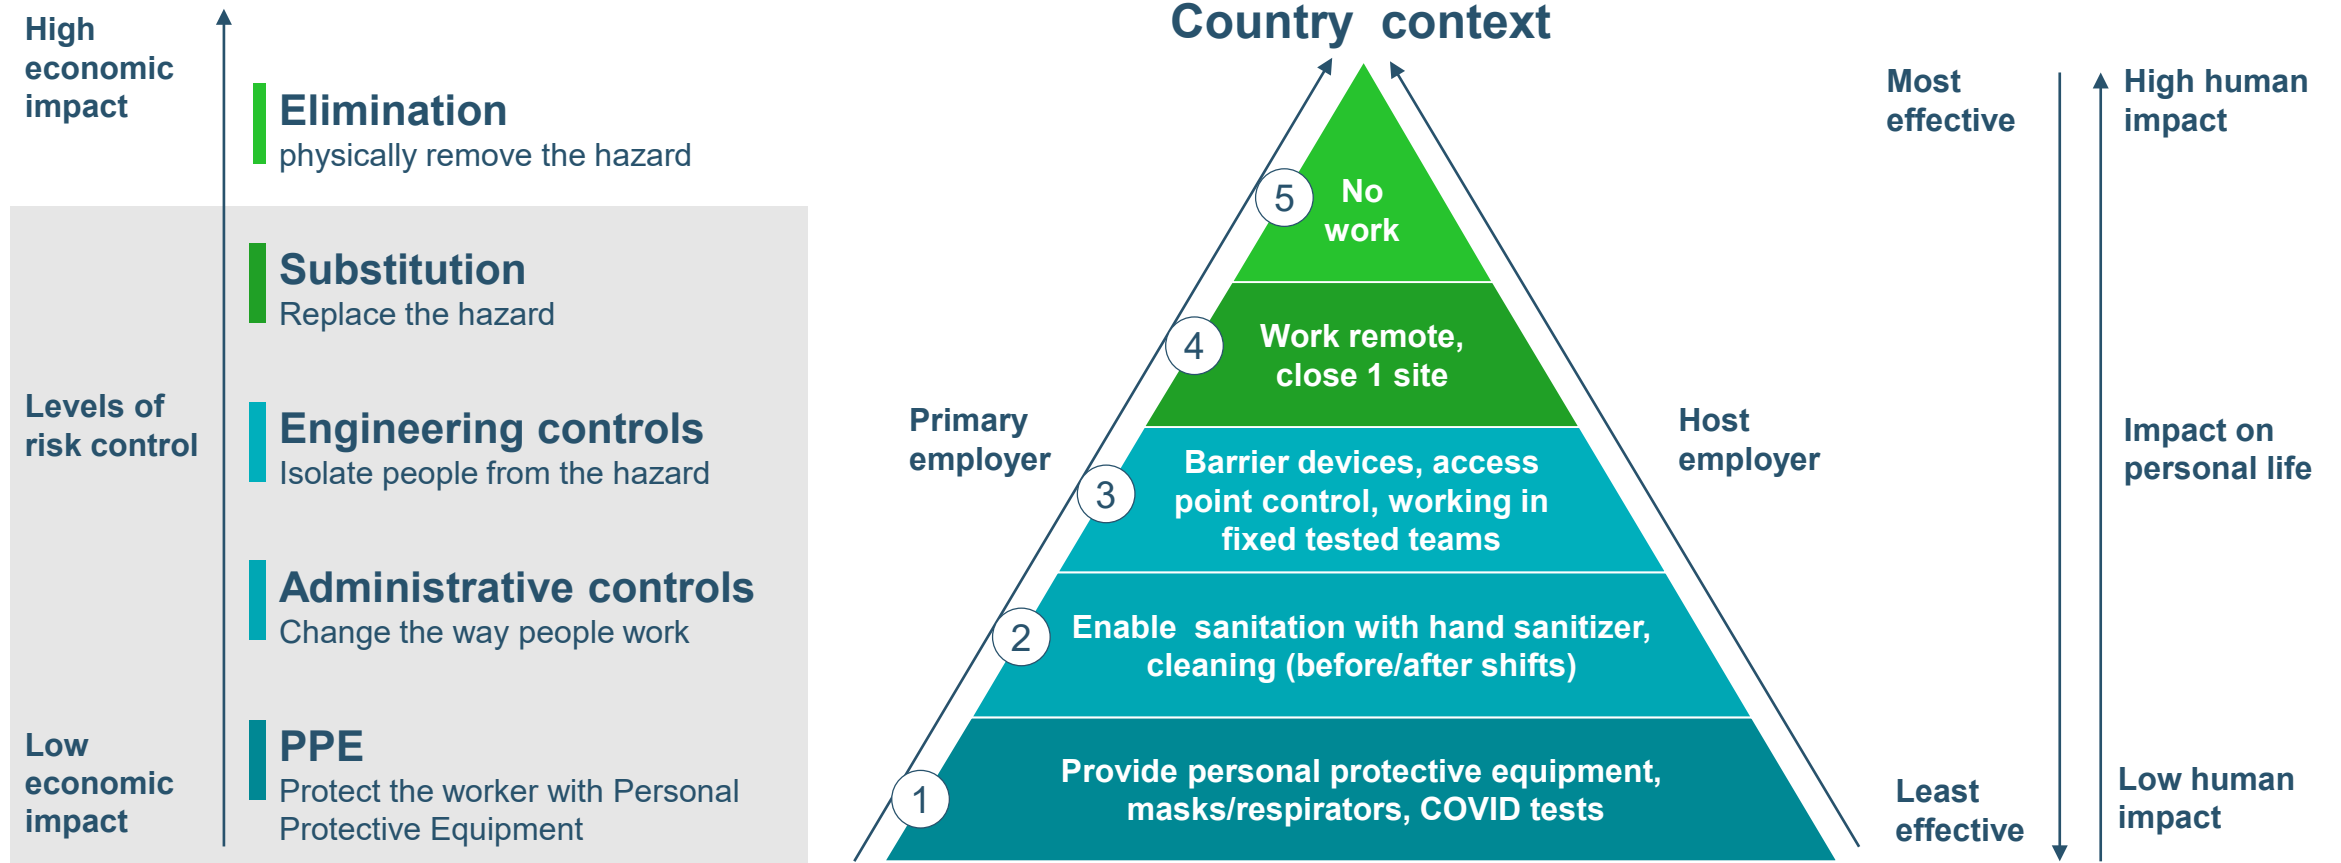 High
economic
impact
Elimination
physically remove the hazard
Substitution
Replace the hazard
Levels of
risk control
Engineering controls
Isolate people from the hazard
Administrative controls
Change the way people work
Low
economic
impact
PPE
Protect the worker with Personal
Protective Equipment
Country context
5
No
work
4
Work remote,
close 1 site
Primary
employer
Host
employer
3
Barrier devices, access
point control, working in
fixed tested teams
2
Enable sanitation with hand sanitizer,
cleaning (before/after shifts)
1
Provide personal protective equipment,
masks/respirators, COVID tests
Most
effective
Least
effective
High human
impact
Impact on
personal life
Low human
impact